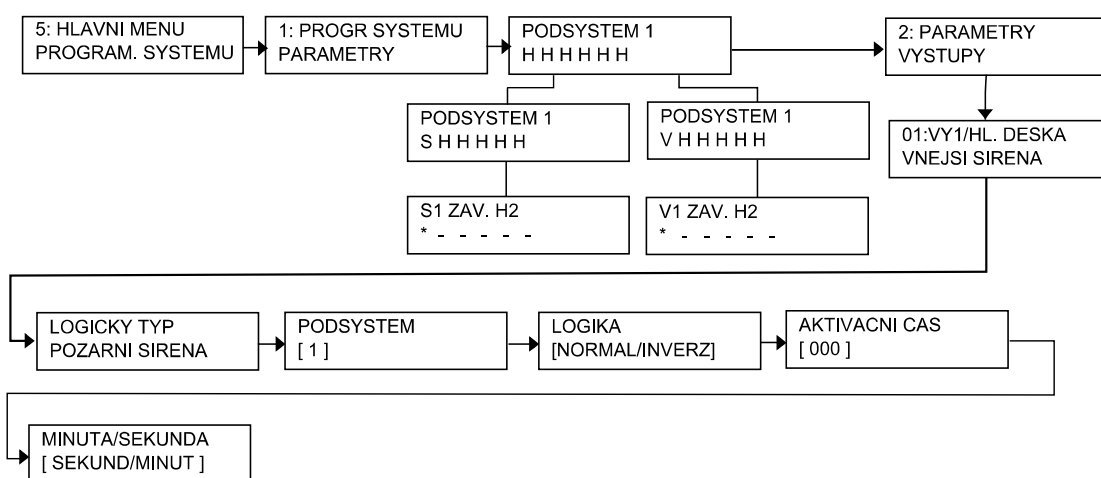 5: HLAVNI MENU
PROGRAM. SYSTEMU
1: PROGR SYSTEMU
PARAMETRY
PODSYSTEM 1
H H H H H H
2: PARAMETRY
VYSTUPY
PODSYSTEM 1
S H H H H H
PODSYSTEM 1
V H H H H H
01:VY1/HL. DESKA
VNEJSI SIRENA
S1 ZAV. H2
* - - - - -
V1 ZAV. H2
* - - - - -
LOGICKY TYP
POZARNI SIRENA
PODSYSTEM
[ 1 ]
LOGIKA
[NORMAL/INVERZ]
AKTIVACNI CAS
[ 000 ]
MINUTA/SEKUNDA
[ SEKUND/MINUT ]